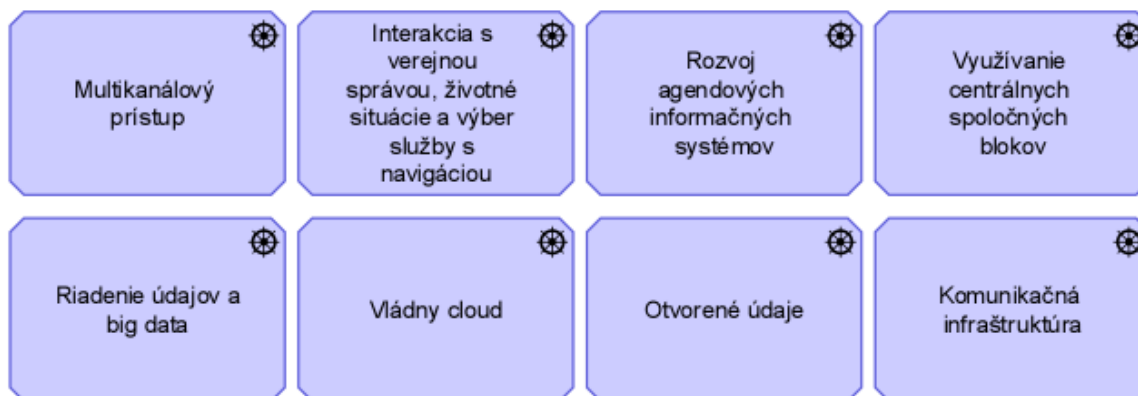 Multikanálový
prístup
Interakcia s
verejnou
správou, životné
situácie a výber
služby s
navigáciou
Rozvoj
agendových
informačných
systémov
Využívanie
centrálnych
spoločných
blokov
Riadenie údajov a
big data
Vládny cloud
Otvorené údaje
Komunikačná
infraštruktúra